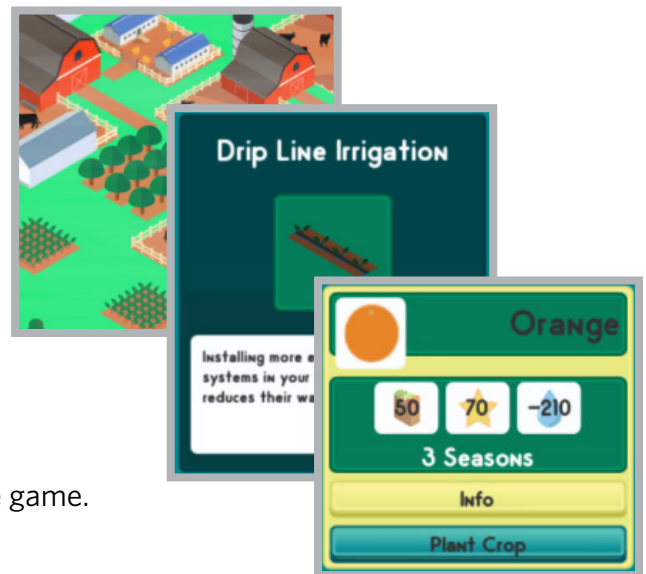 Drip Line Irrigation
Installing more
systems in your
reduces their
Orange
50 70 -210
3 Seasons
Info
Plant Crop
game.